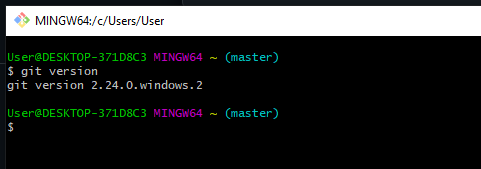 MINGW64:/c/Users/User
User@DESKTOP-371D8C3 MINGW64 ~ (master)
$ git version
git version 2.24.0.windows.2
User@DESKTOP-371D8C3 MINGW64 ~ (master)
$